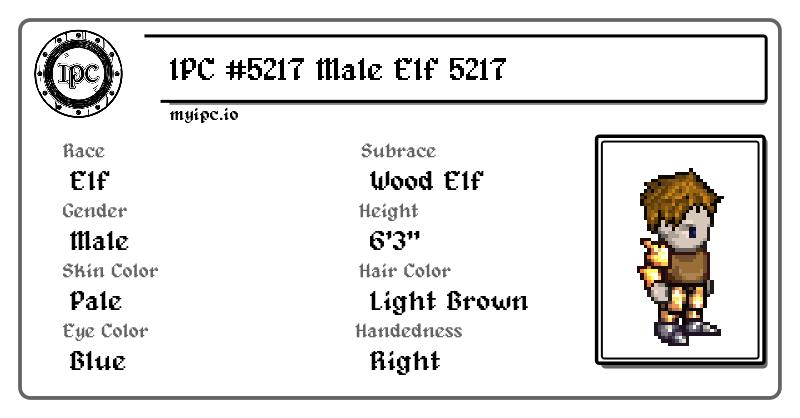 IPC
IPC #5217 Male Elf 5217
myipc.io
Race
Elf
Subrace
Wood Elf
Gender
Male
Height
6'3"
Skin Color
Pale
Hair Color
Light Brown
Eye Color
Blue
Handedness
Right